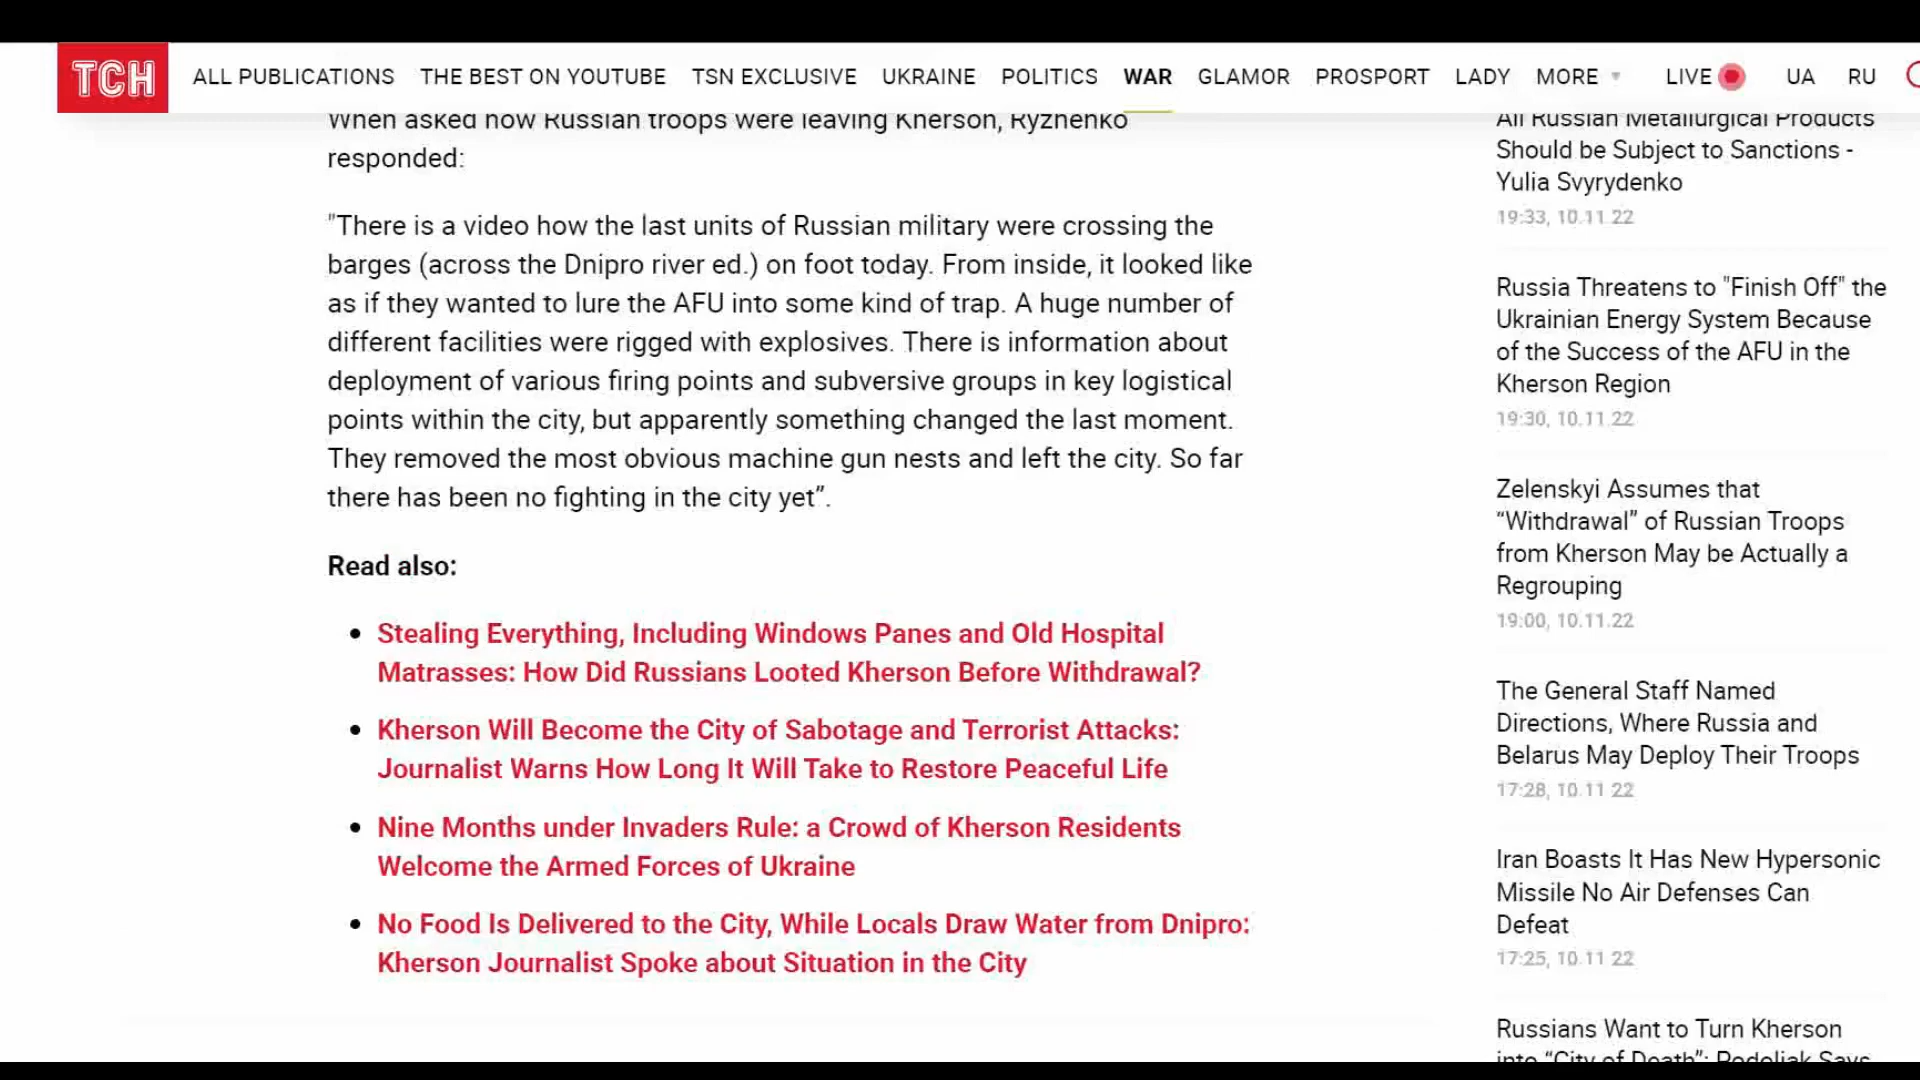 TCH
ALL PUBLICATIONS THE BEST ON YOUTUBE TSN EXCLUSIVE UKRAINE POLITICS WAR GLAMOR PROSPORT LADY MORE LIVE UA RU
When asked how Russian troops were leaving Kherson, Ryzhenko
responded:
"There is a video how the last units of Russian military were crossing the
barges (across the Dnipro river ed.) on foot today. From inside, it looked like
as if they wanted to lure the AFU into some kind of trap. A huge number of
different facilities were rigged with explosives. There is information about
deployment of various firing points and subversive groups in key logistical
points within the city, but apparently something changed the last moment.
They removed the most obvious machine gun nests and left the city. So far
there has been no fighting in the city yet”.
Read also:
Stealing Everything, Including Windows Panes and Old Hospital
Matrasses: How Did Russians Looted Kherson Before Withdrawal?
Kherson Will Become the City of Sabotage and Terrorist Attacks:
Journalist Warns How Long It Will Take to Restore Peaceful Life
Nine Months under Invaders Rule: a Crowd of Kherson Residents
Welcome the Armed Forces of Ukraine
No Food Is Delivered to the City, While Locals Draw Water from Dnipro:
Kherson Journalist Spoke about Situation in the City
All Russian Metallurgical Products
Should be Subject to Sanctions -
Yulia Svyrydenko
19:33, 10.11.22
Russia Threatens to "Finish Off" the
Ukrainian Energy System Because
of the Success of the AFU in the
Kherson Region
19:30, 10.11.22
Zelenskyi Assumes that
“Withdrawal” of Russian Troops
from Kherson May be Actually a
Regrouping
19:00, 10.11.22
The General Staff Named
Directions, Where Russia and
Belarus May Deploy Their Troops
17:28, 10.11.22
Iran Boasts It Has New Hypersonic
Missile No Air Defenses Can
Defeat
17:25, 10.11.22
Russians Want to Turn Kherson
into “City of Death”: Podoliak Says